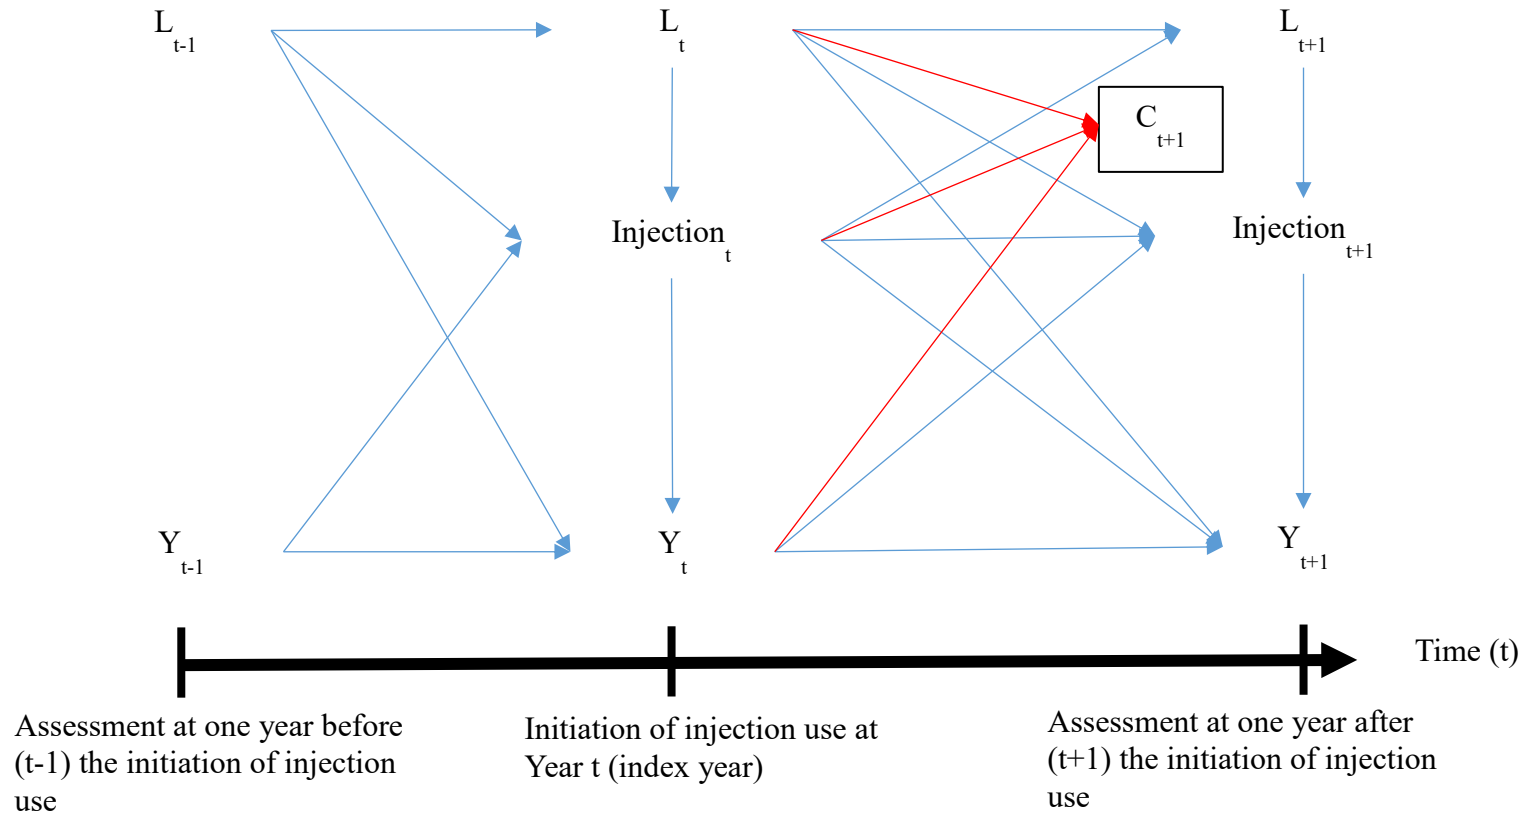 L t-1
L t
L t+1
C t+1
Injection t
Injection t+1
Y t-1
Y t
Y t+1
Time (t)
Assessment at one year before
(t-1) the initiation of injection
use
Initiation of injection use at
Year t (index year)
Assessment at one year after
(t+1) the initiation of injection
use